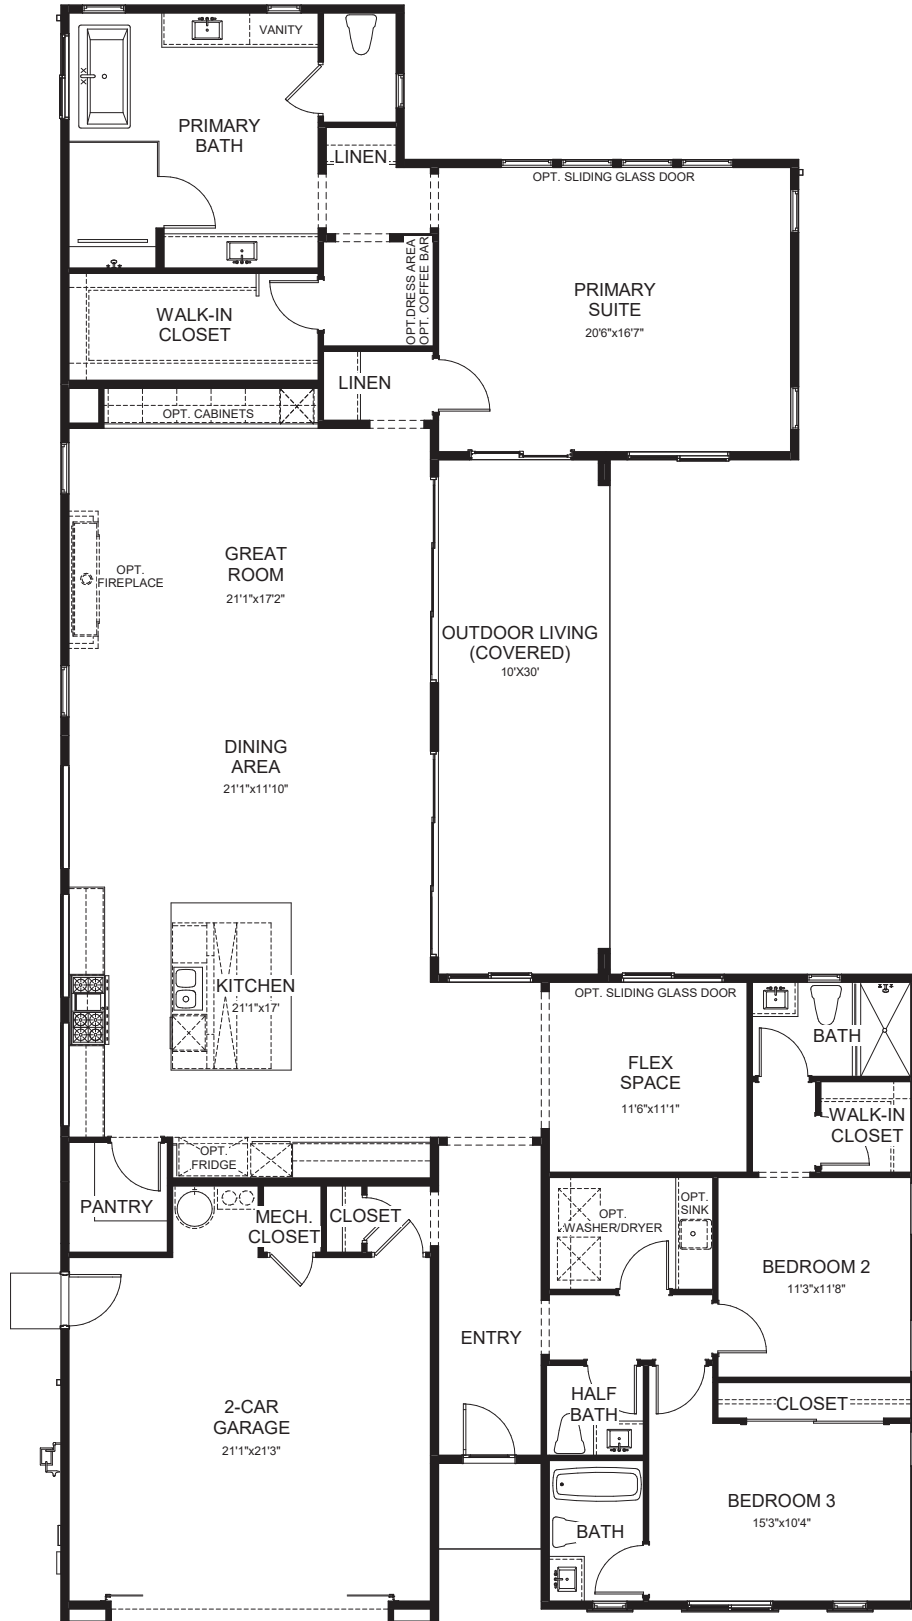 VANITY
PRIMARY
BATH
LINEN
OPT. SLIDING GLASS DOOR
OPT.DRESS AREA
OPT. COFFEE BAR
PRIMARY
SUITE
20'6"x16'7"
WALK-IN
CLOSET
LINEN
OPT. CABINETS
GREAT
ROOM
21'1"x17'2"
OPT.
FIREPLACE
OUTDOOR LIVING
(COVERED)
10'X30'
DINING
AREA
21'1"x11'10"
KITCHEN
21'1"x17'
OPT. SLIDING GLASS DOOR
BATH
FLEX
SPACE
11'6"x11'1"
WALK-IN
CLOSET
OPT.
FRIDGE
PANTRY
MECH.
CLOSET
CLOSET
OPT.
WASHER/DRYER
OPT.
SINK
BEDROOM 2
11'3"x11'8"
ENTRY
2-CAR
GARAGE
21'1"x21'3"
HALF
BATH
CLOSET
BEDROOM 3
15'3"x10'4"
BATH